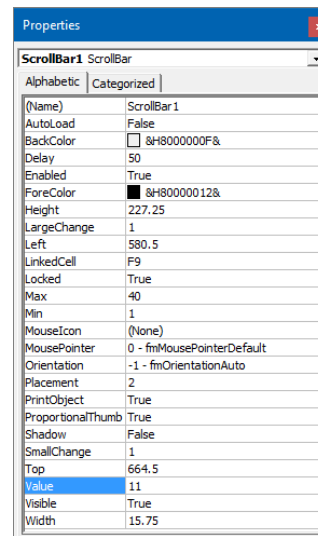 Properties
ScrollBar1 ScrollBar
Alphabetic Categorized
(Name) ScrollBar1
AutoLoad False
BackColor &H8000000F&
Delay 50
Enabled True
ForeColor &H80000012&
Height 227.25
LargeChange 1
Left 580.5
LinkedCell F9
Locked True
Max 40
Min 1
MouseIcon (None)
MousePointer 0 - fmMousePointerDefault
Orientation -1 - fmOrientationAuto
Placement 2
PrintObject True
ProportionalThumb True
Shadow False
SmallChange 1
Top 664.5
Value 11
Visible True
Width 15.75